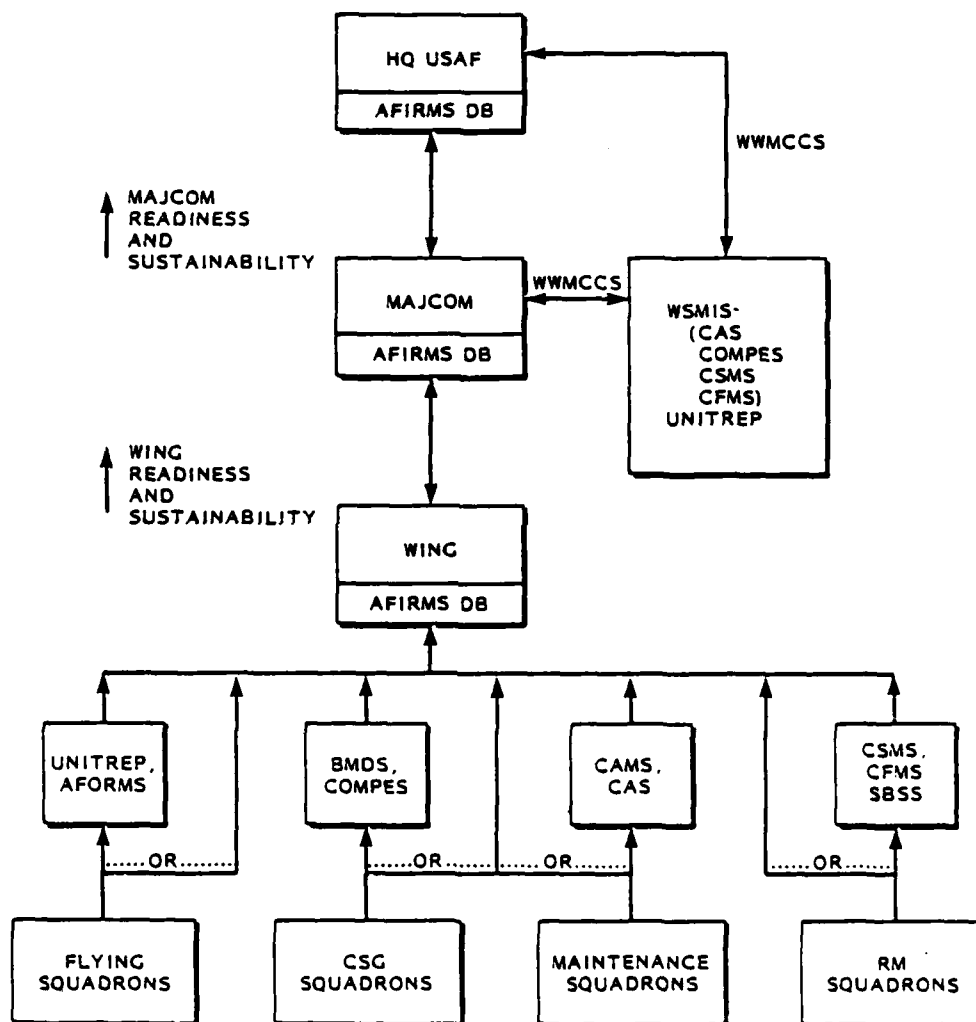 HQ USAF
AFIRMS DB
WWMCCS
MAJCOM
READINESS
AND
SUSTAINABILITY
MAJCOM
AFIRMS DB
WWMCCS
WSMIS-
(CAS
COMPES
CSMS
CFMS)
UNITREP
WING
READINESS
AND
SUSTAINABILITY
WING
AFIRMS DB
UNITREP,
AFORMS
BMDS,
COMPES
CAMS,
CAS
CSMS,
CFMS
SBSS
......OR........
......OR........OR......
......OR......
FLYING
SQUADRONS
CSG
SQUADRONS
MAINTENANCE
SQUADRONS
RM
SQUADRONS